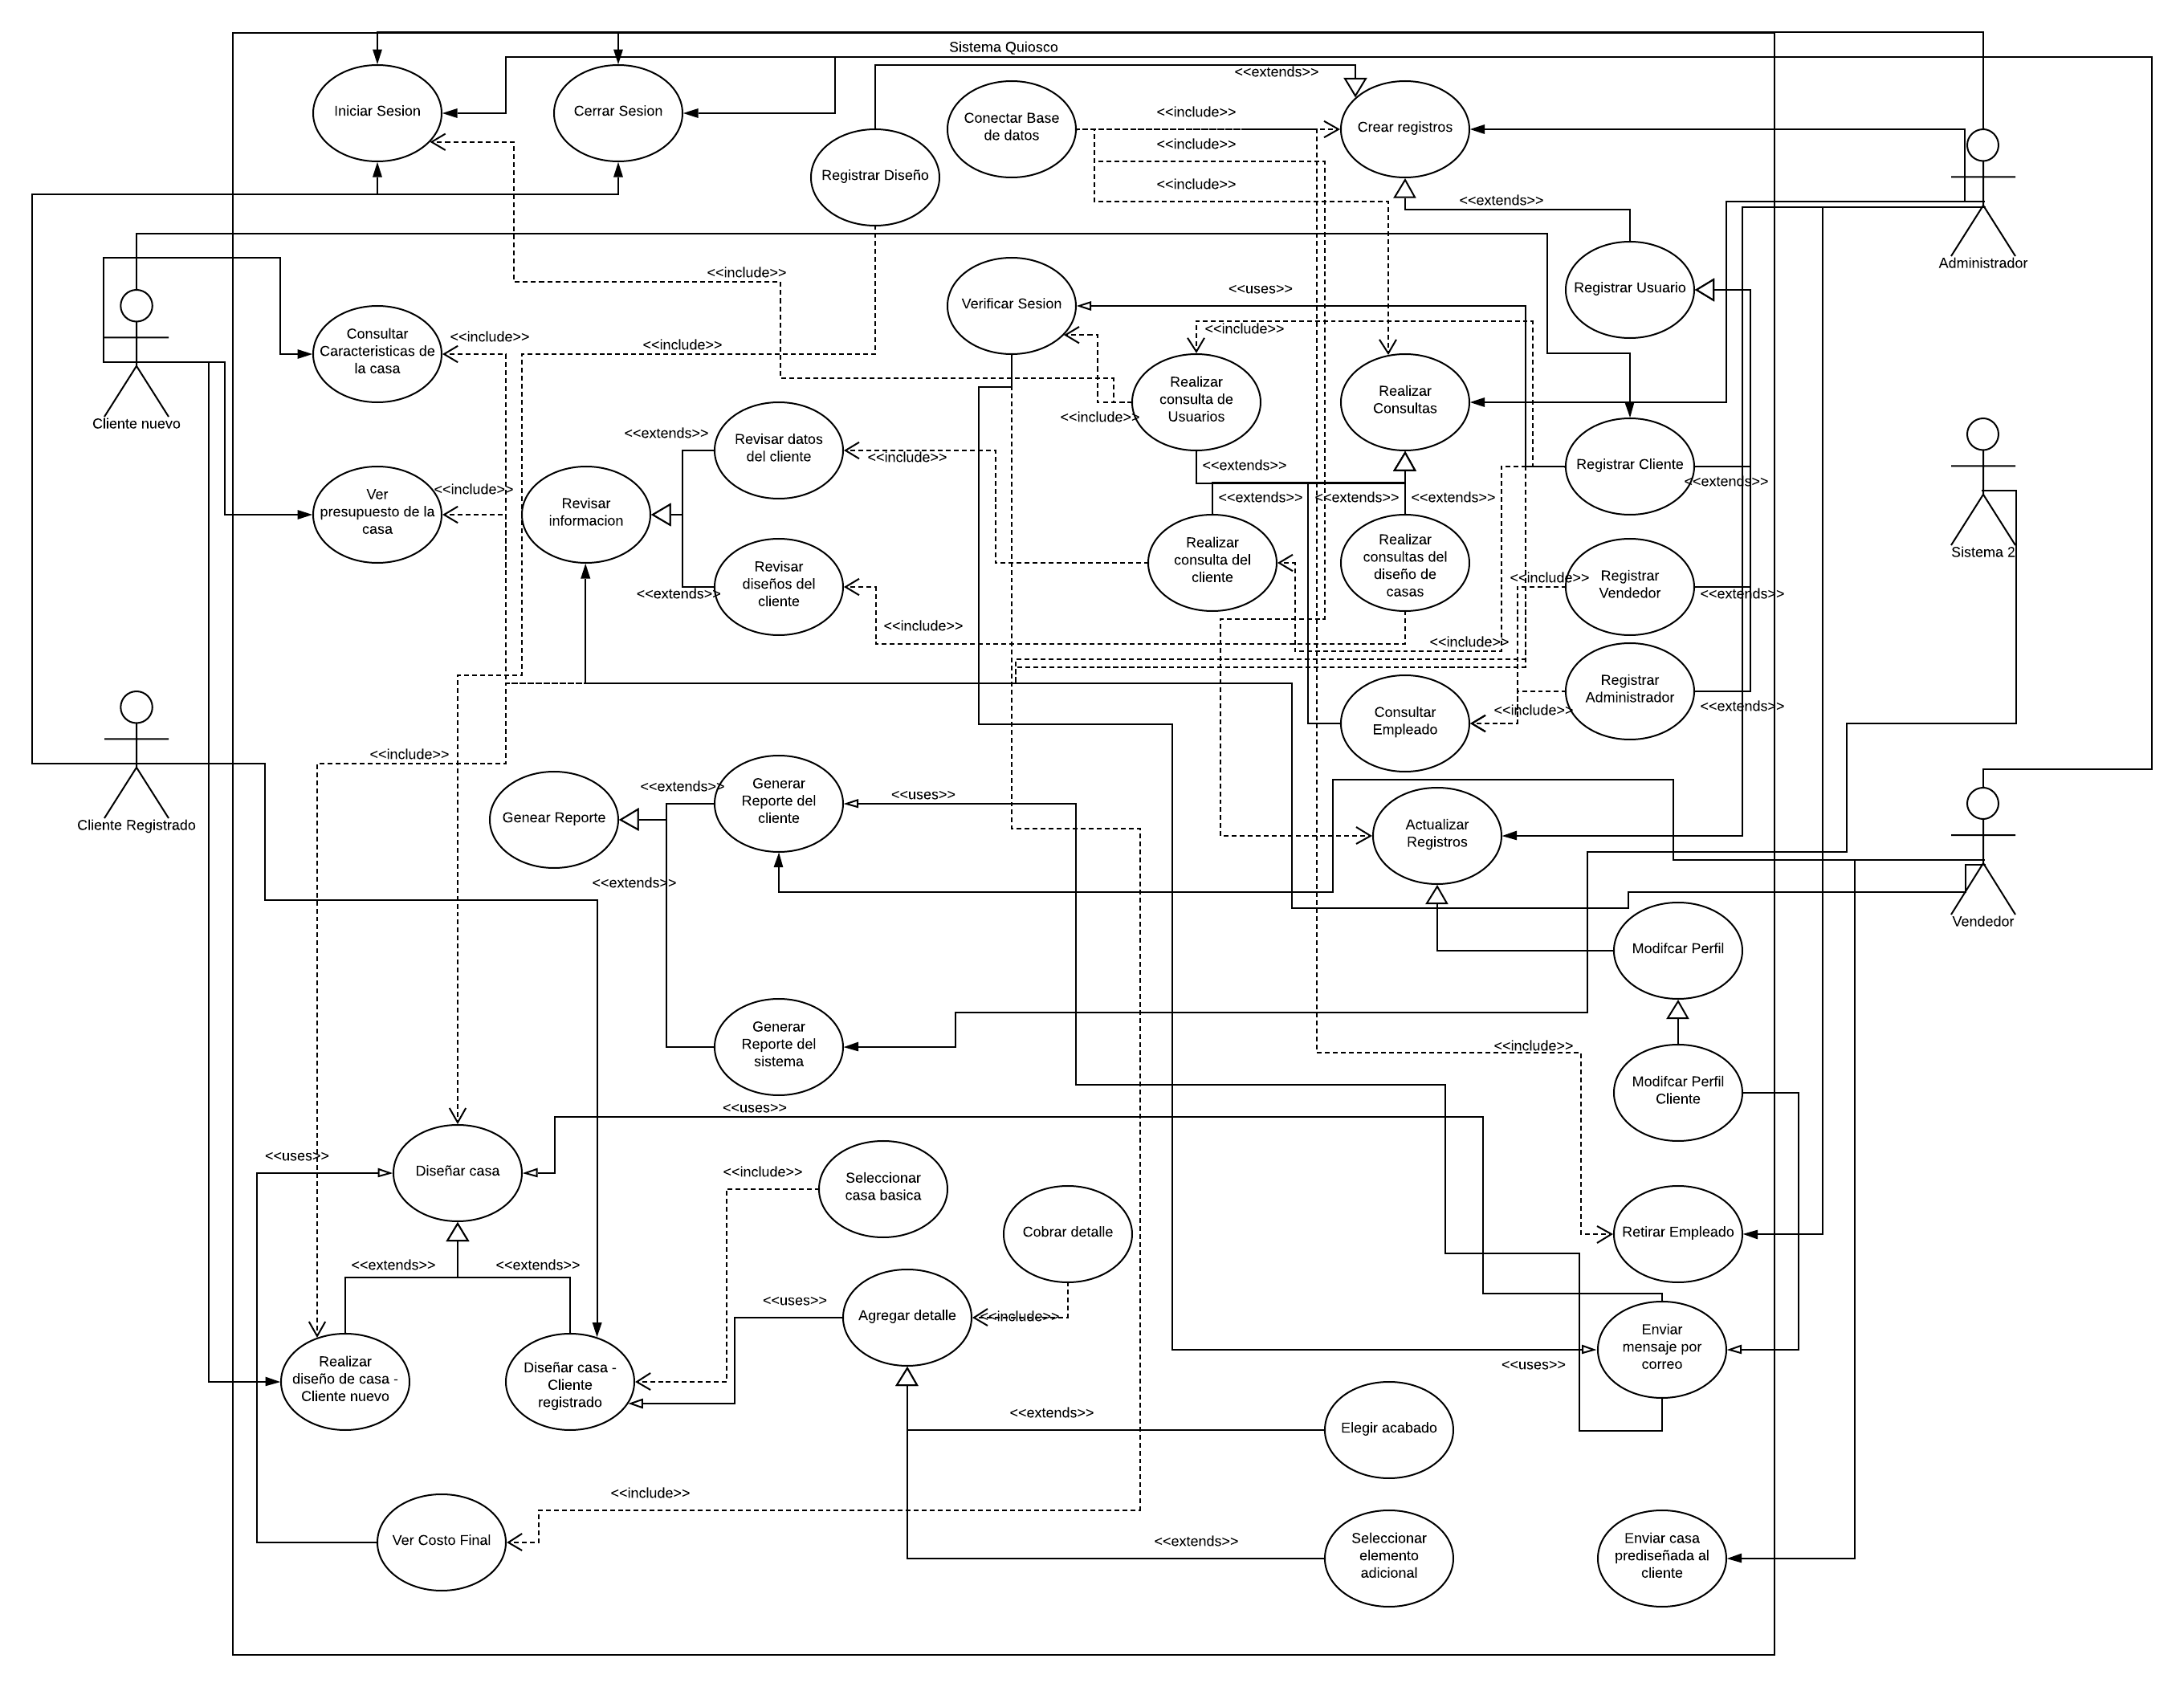 Sistema Quiosco
<<extends>>
Iniciar Sesion
Cerrar Sesion
Conectar Base
de datos
<<include>>
Crear registros
<<include>>
Registrar Diseño
<<include>>
<<extends>>
Administrador
<<include>>
Verificar Sesion
<<uses>>
Registrar Usuario
Consultar
Caracteristicas de
la casa
<<include>>
<<include>>
<<include>>
Cliente nuevo
Realizar
consulta de
Usuarios
<<include>>
Realizar
Consultas
<<extends>>
Revisar datos
del cliente
<<include>>
<<extends>>
Registrar Cliente
<<extends>>
Ver
presupuesto de la
casa
<<include>>
Revisar
informacion
<<extends>>
<<extends>>
<<extends>>
Sistema 2
Realizar
consulta del
cliente
Realizar
consultas del
diseño de
casas
<<include>>
Registrar
Vendedor
<<extends>>
Revisar
diseños del
cliente
<<extends>>
<<include>>
<<include>>
Registrar
Administrador
<<extends>>
<<include>>
Consultar
Empleado
<<include>>
Cliente Registrado
Genear Reporte
<<extends>>
Generar
Reporte del
cliente
<<uses>>
Actualizar
Registros
<<extends>>
Vendedor
Modifcar Perfil
Generar
Reporte del
sistema
<<include>>
Modifcar Perfil
Cliente
<<uses>>
<<uses>>
Diseñar casa
<<include>>
Seleccionar
casa basica
Cobrar detalle
Retirar Empleado
<<extends>>
<<extends>>
<<uses>>
Agregar detalle
<<include>>
Enviar
mensaje por
correo
<<uses>>
Realizar
diseño de casa -
Cliente nuevo
Diseñar casa -
Cliente
registrado
<<extends>>
Elegir acabado
<<include>>
Ver Costo Final
<<extends>>
Seleccionar
elemento
adicional
Enviar casa
prediseñada al
cliente